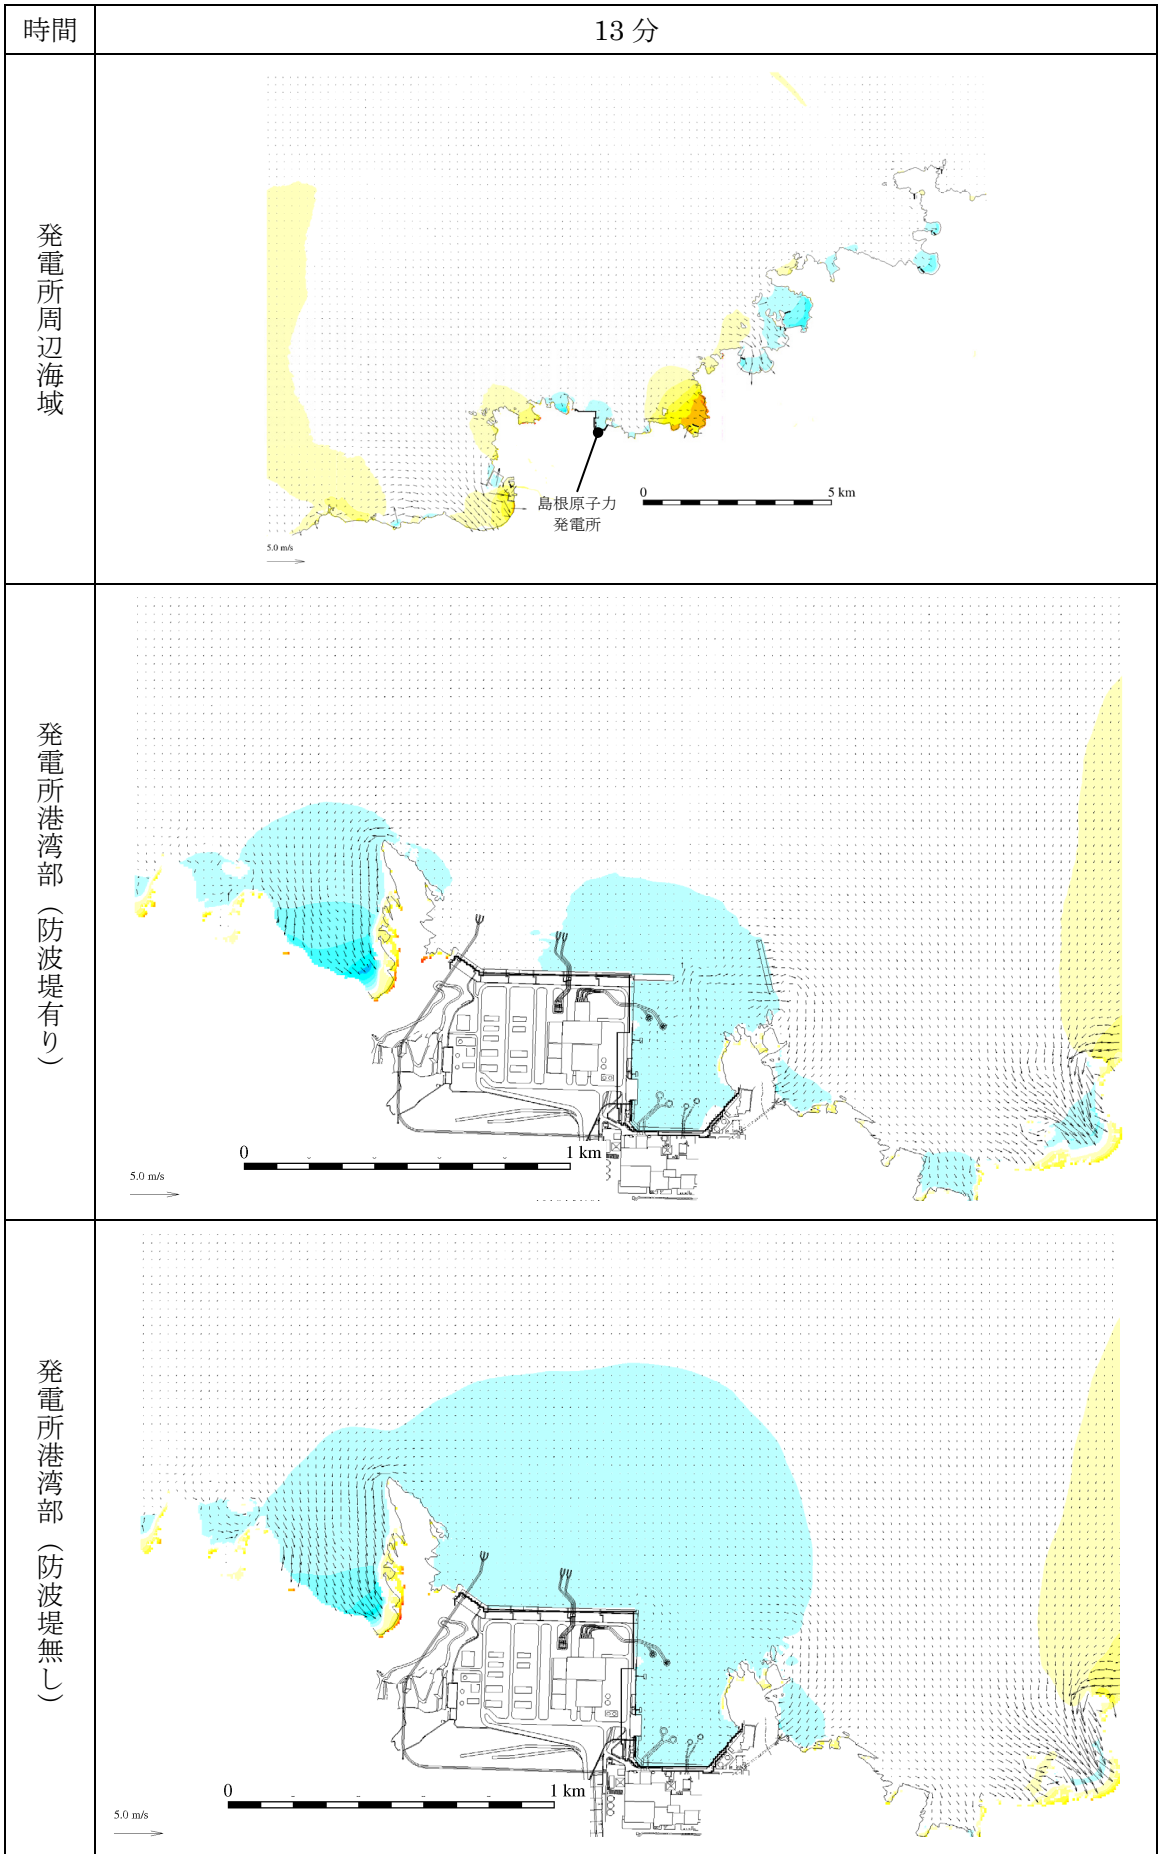 時間
13 分
発電所周辺海域
島根原子力
発電所
0
5 km
5.0 m/s
発電所港湾部（防波堤有り）
0
1 km
5.0 m/s
発電所港湾部（防波堤無し）
0
1 km
5.0 m/s